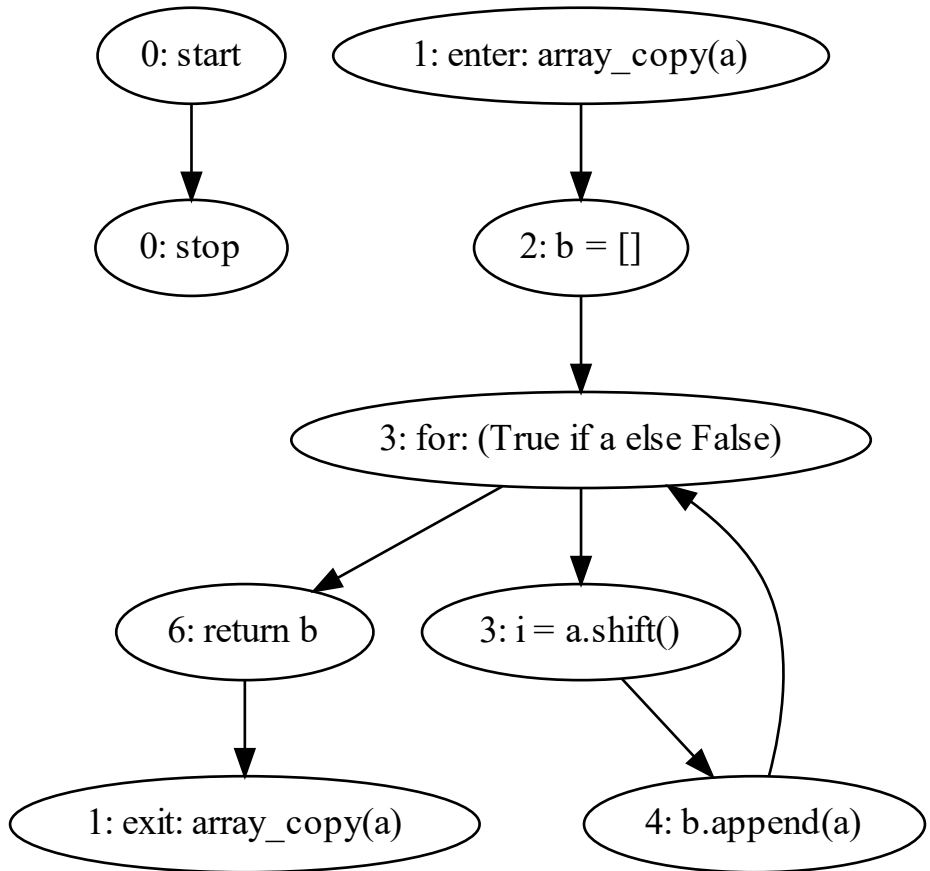 0: start
1: enter: array_copy(a)
0: stop
2: b = []
3: for: (True if a else False)
6: return b
3: i = a.shift()
1: exit: array_copy(a)
4: b.append(a)